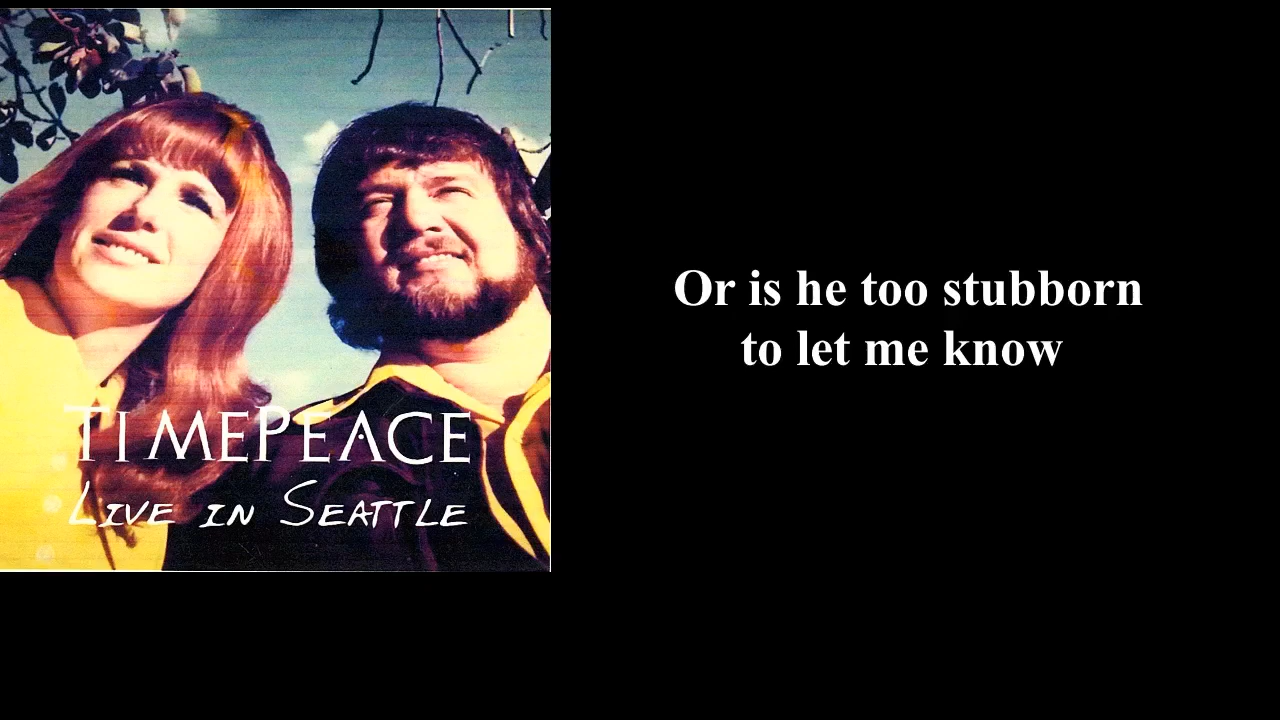 TIMEPEACE
LIVE IN SEATTLE
Or is he too stubborn
to let me know